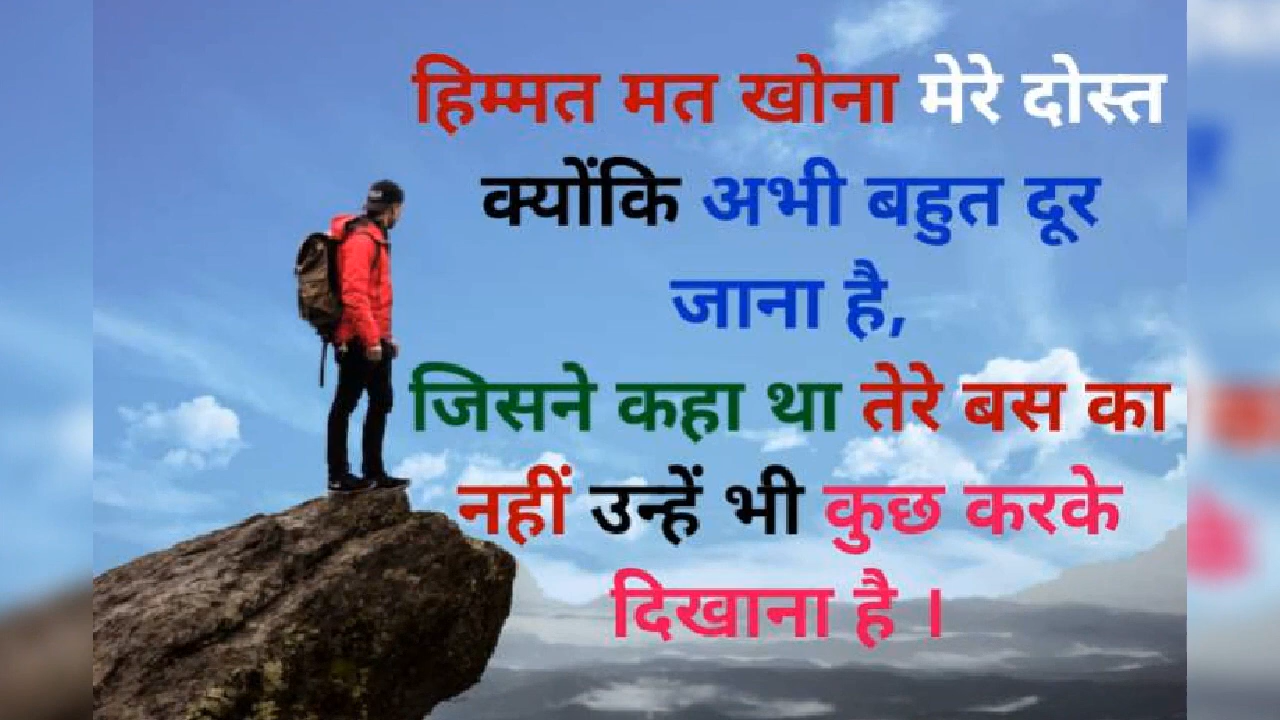 हिम्मत मत खोना मेरे दोस्त
क्योंकि अभी बहुत दूर
जाना है,
जिसने कहा था तेरे बस का
नहीं उन्हें भी कुछ करके
दिखाना है ।